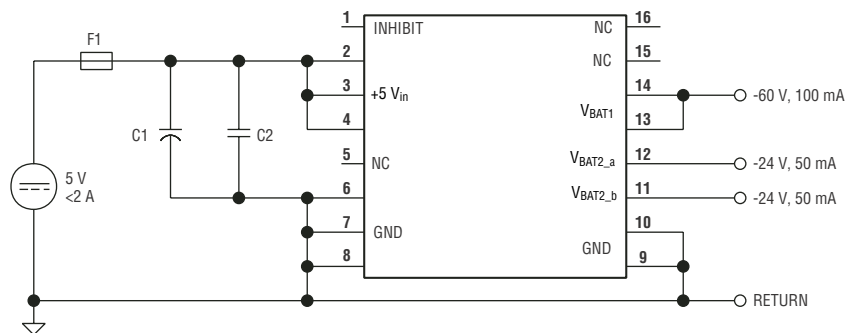 F1
C1
C2
5 V
<2 A
1
INHIBIT
2
3
+5 Vin
4
5
NC
6
7
GND
8
16
NC
15
NC
14
VBAT1
13
12
VBAT2_a
11
VBAT2_b
10
GND
9
-60 V, 100 mA
-24 V, 50 mA
-24 V, 50 mA
RETURN